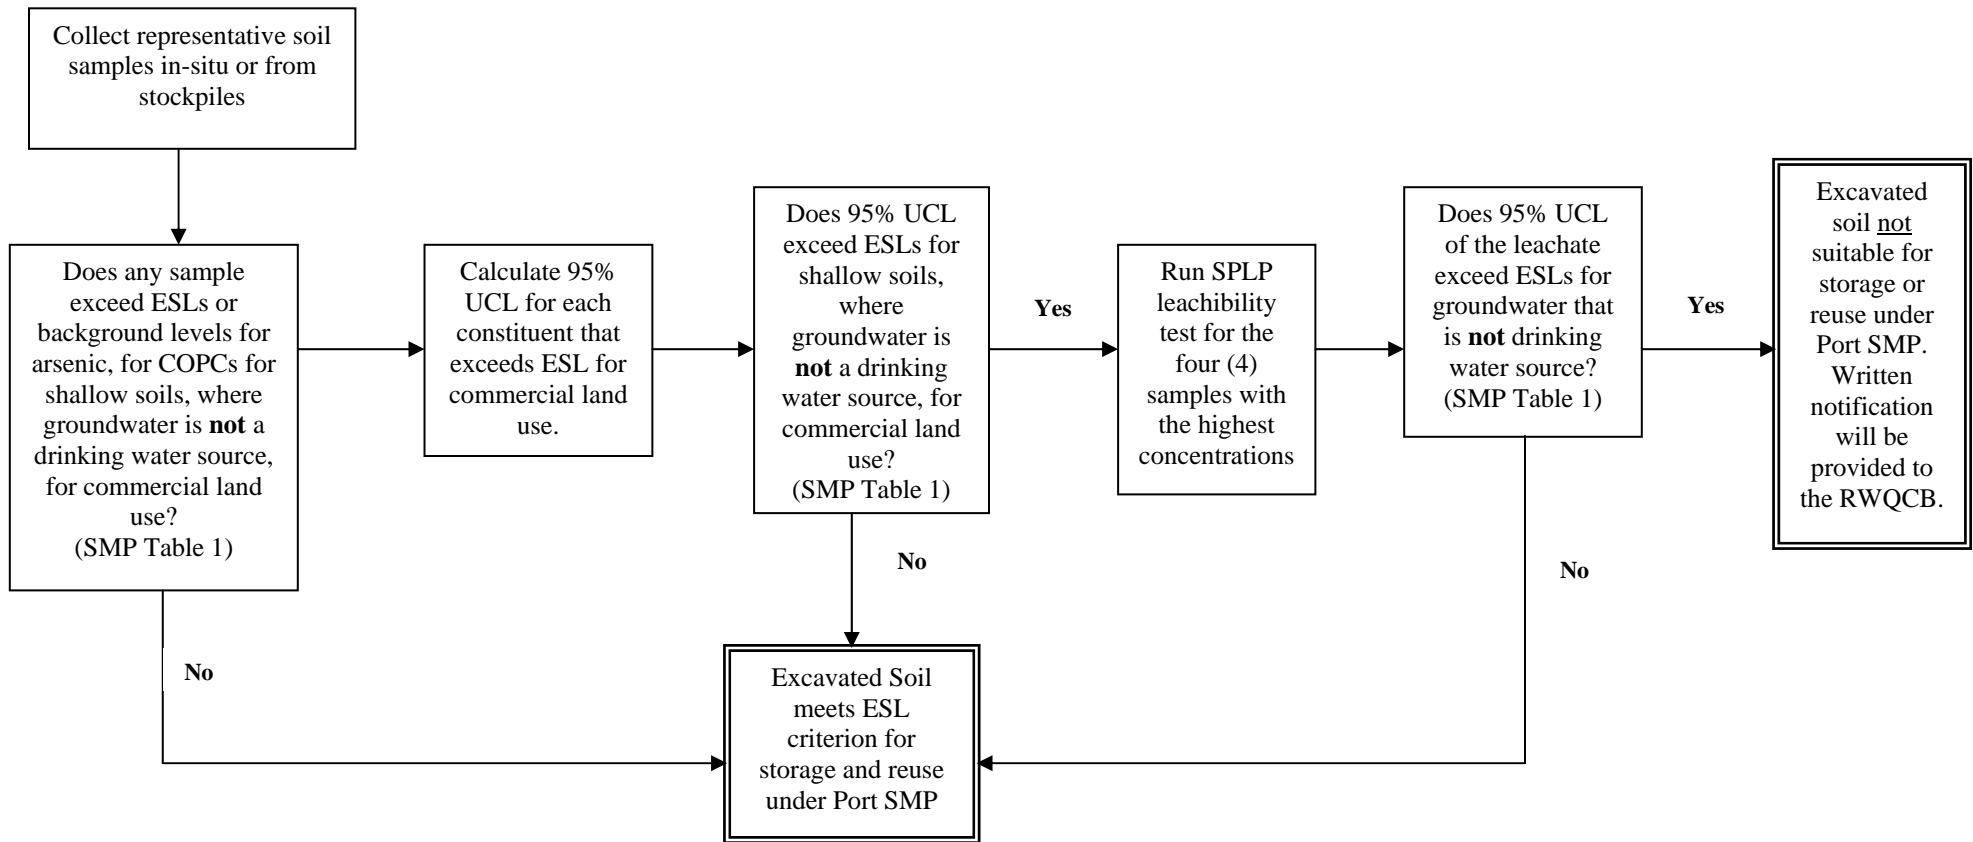 Collect representative soil
samples in-situ or from
stockpiles
Does any sample
exceed ESLs or
background levels for
arsenic, for COPCs for
shallow soils, where
groundwater is not a
drinking water source,
for commercial land
use?
(SMP Table 1)
No
Calculate 95%
UCL for each
constituent that
exceeds ESL for
commercial land
use.
Does 95% UCL
exceed ESLs for
shallow soils,
where
groundwater is
not a drinking
water source, for
commercial land
use?
(SMP Table 1)
Yes
No
Run SPLP
leachibility
test for the
four (4)
samples with
the highest
concentrations
Does 95% UCL
of the leachate
exceed ESLs for
groundwater that
is not drinking
water source?
(SMP Table 1)
Yes
No
Excavated
soil not
suitable for
storage or
reuse under
Port SMP.
Written
notification
will be
provided to
the RWQCB.
Excavated Soil
meets ESL
criterion for
storage and reuse
under Port SMP